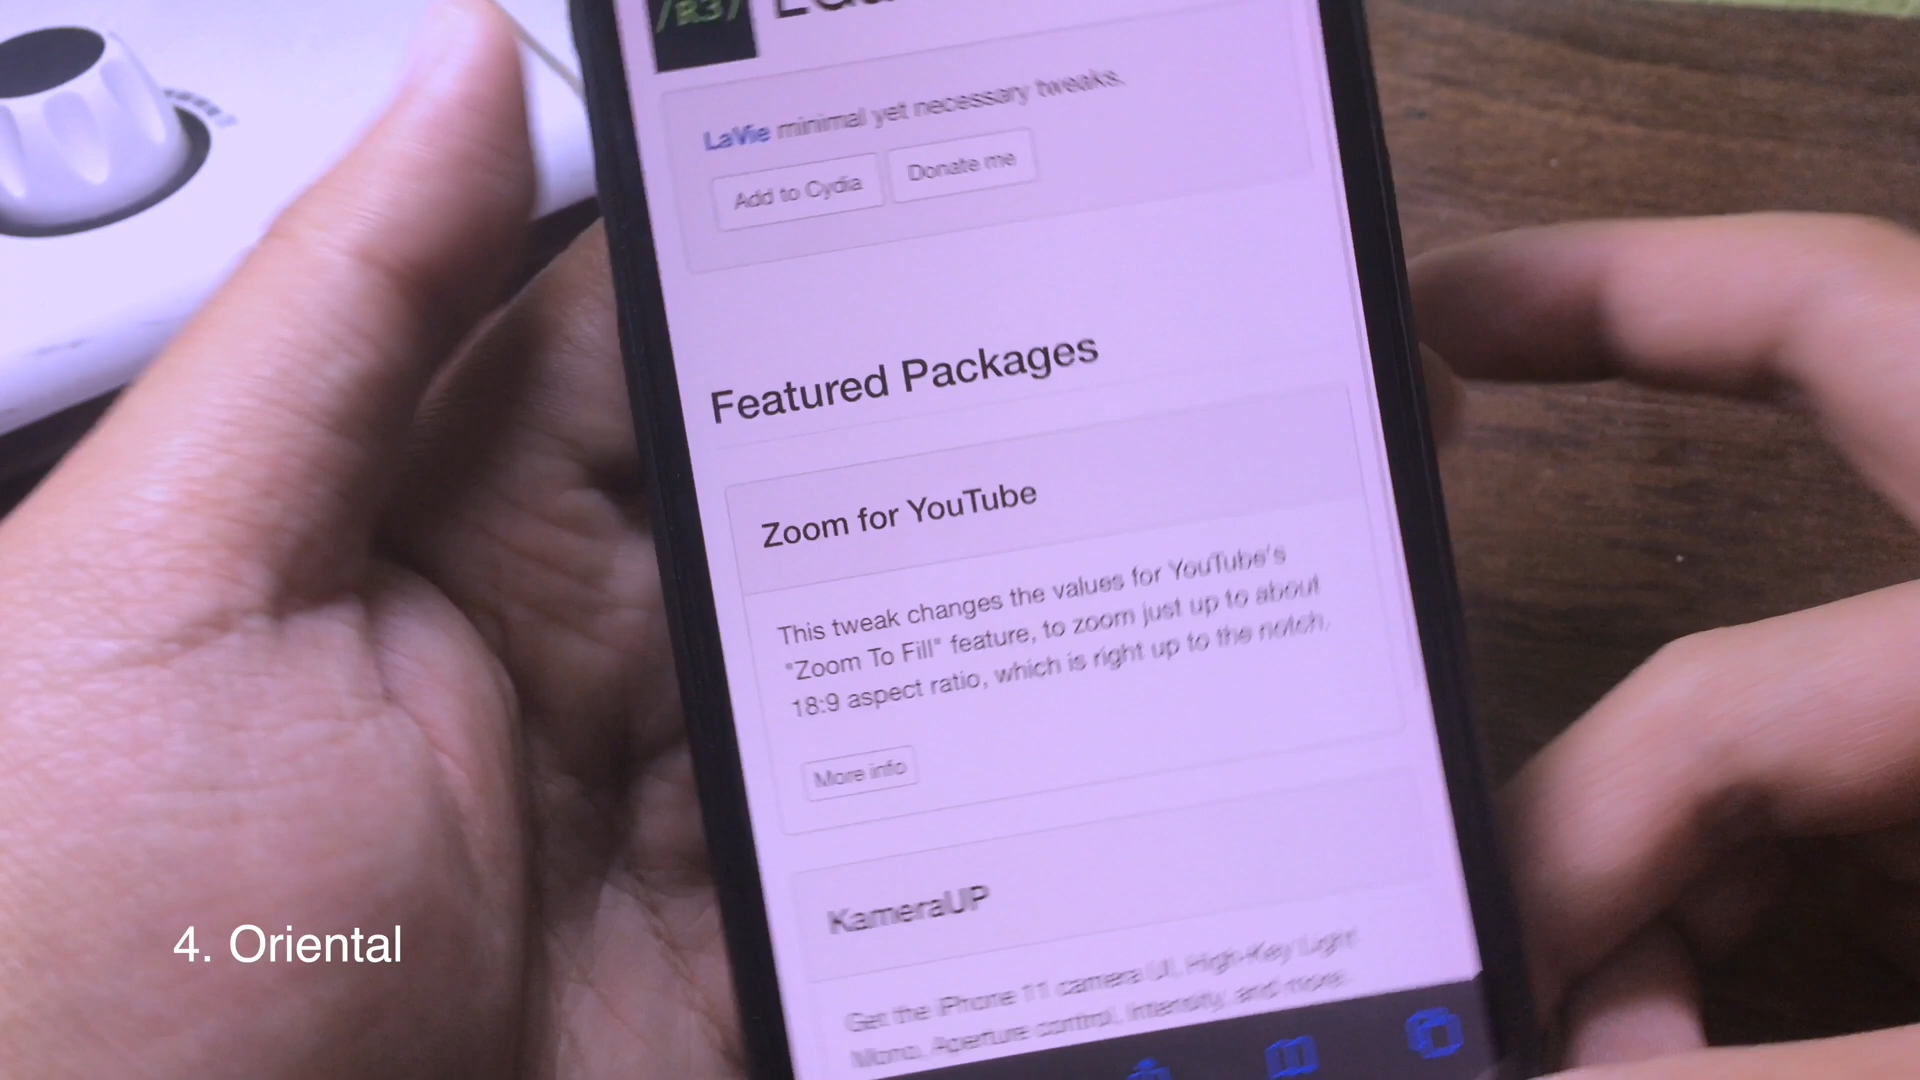 /R3/
LaVie minimal yet necessary tweaks.
Add to Cydia
Donate me
Featured Packages
Zoom for YouTube
This tweak changes the values for YouTube's
"Zoom To Fill" feature, to zoom just up to about
18:9 aspect ratio, which is right up to the notch.
More info
KameraUP
Get the iPhone 11 camera UI, High-Key Light
Mono, Aperture control, Intensity, and more.
4. Oriental